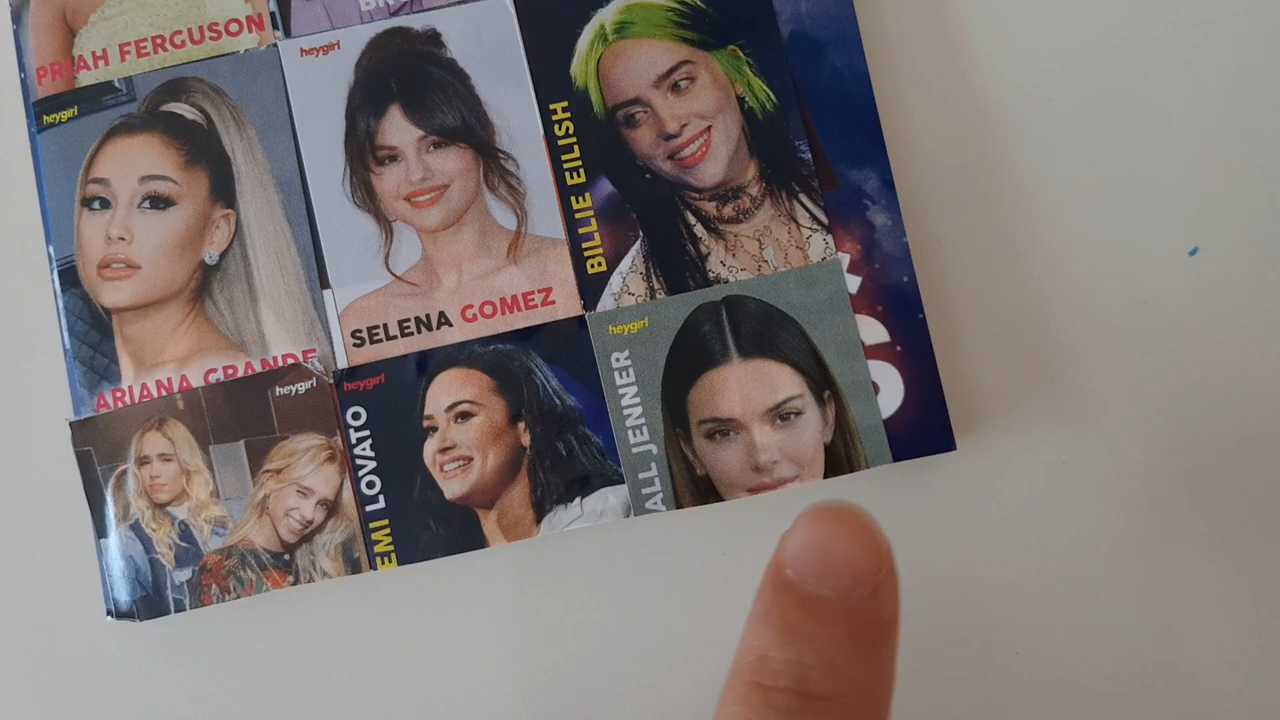 PRIAH FERGUSON
heygirl
ARIANA GRANDE
heygirl
SELENA GOMEZ
BILLIE EILISH
heygirl
heygirl
EMI LOVATO
heygirl
ALL JENNER